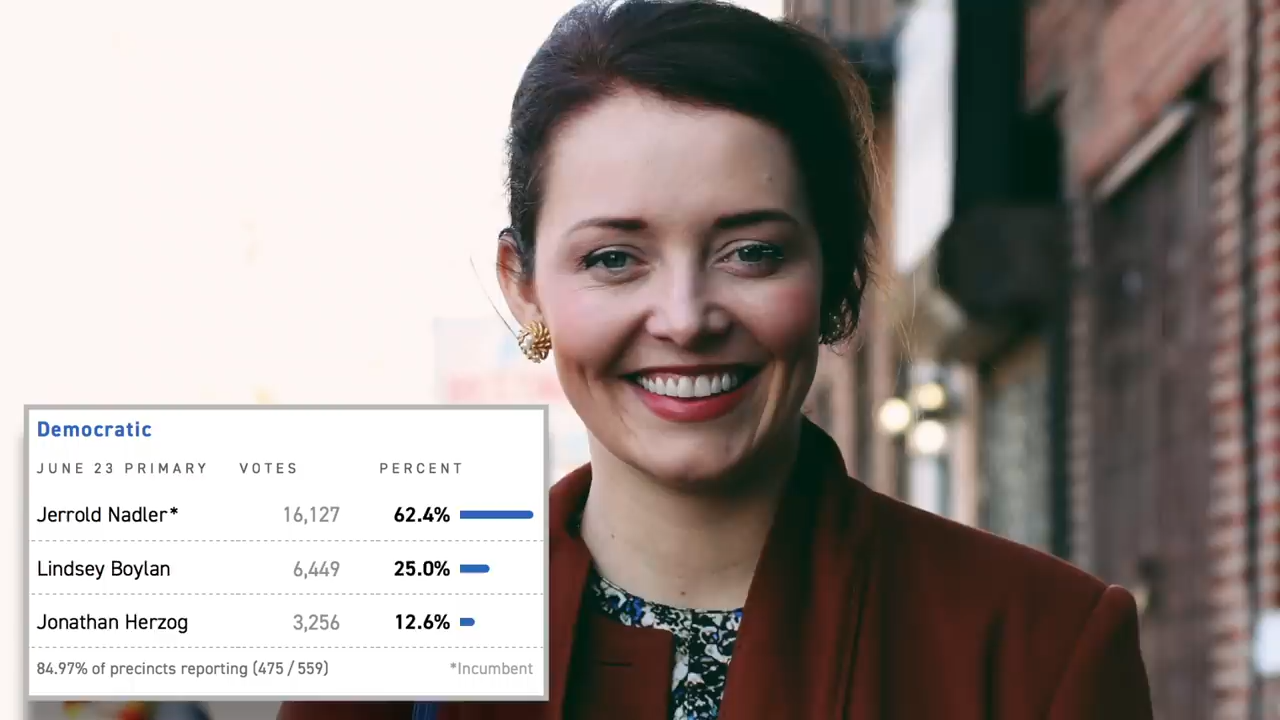 Democratic
JUNE 23 PRIMARY VOTES PERCENT
Jerrold Nadler* 16,127 62.4%
Lindsey Boylan 6,449 25.0%
Jonathan Herzog 3,256 12.6%
84.97% of precincts reporting (475 / 559) *Incumbent